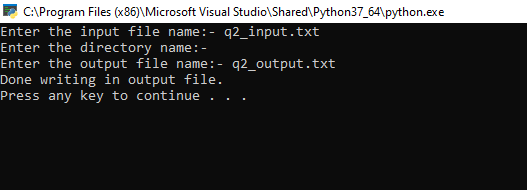 C:\Program Files (x86)\Microsoft Visual Studio\Shared\Python37_64\python.exe
Enter the input file name:- q2_input.txt
Enter the directory name:-
Enter the output file name:- q2_output.txt
Done writing in output file.
Press any key to continue . . .